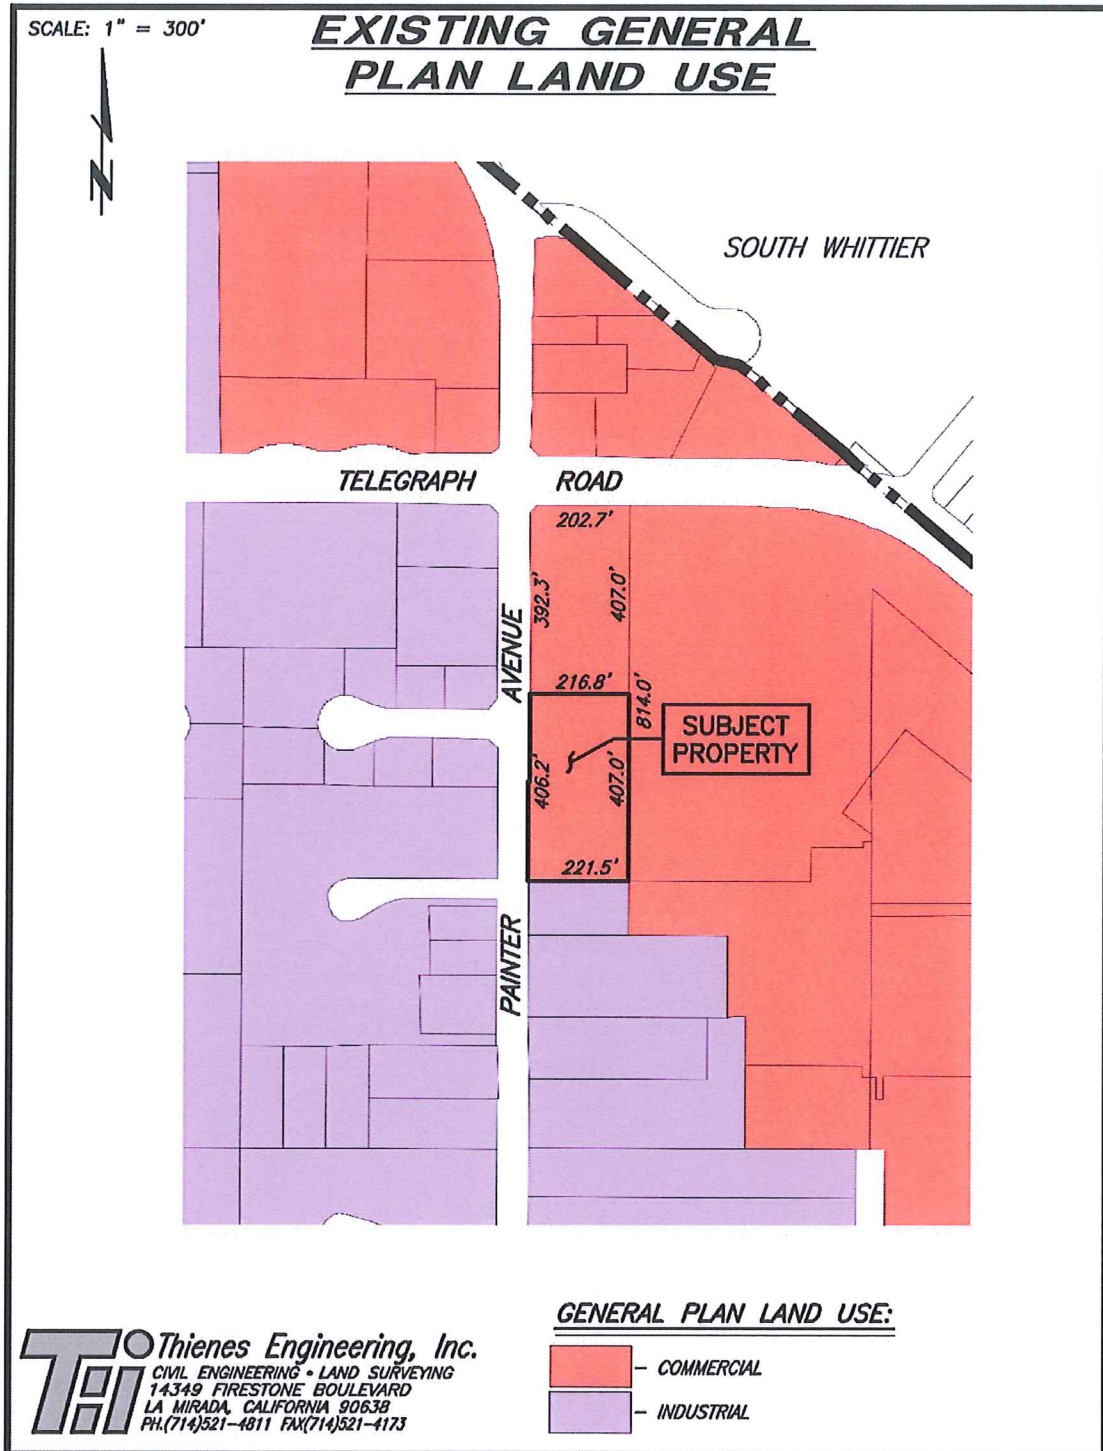 SCALE: 1" = 300'
EXISTING GENERAL
PLAN LAND USE
N
SOUTH WHITTIER
TELEGRAPH ROAD
202.7'
392.3'
407.0'
AVENUE
216.8'
814.0'
SUBJECT
PROPERTY
406.2'
407.0'
221.5'
PAINTER
GENERAL PLAN LAND USE:
- COMMERCIAL
- INDUSTRIAL
TEi
Thienes Engineering, Inc.
CIVIL ENGINEERING • LAND SURVEYING
14349 FIRESTONE BOULEVARD
LA MIRADA, CALIFORNIA 90638
PH.(714)521-4811 FAX(714)521-4173